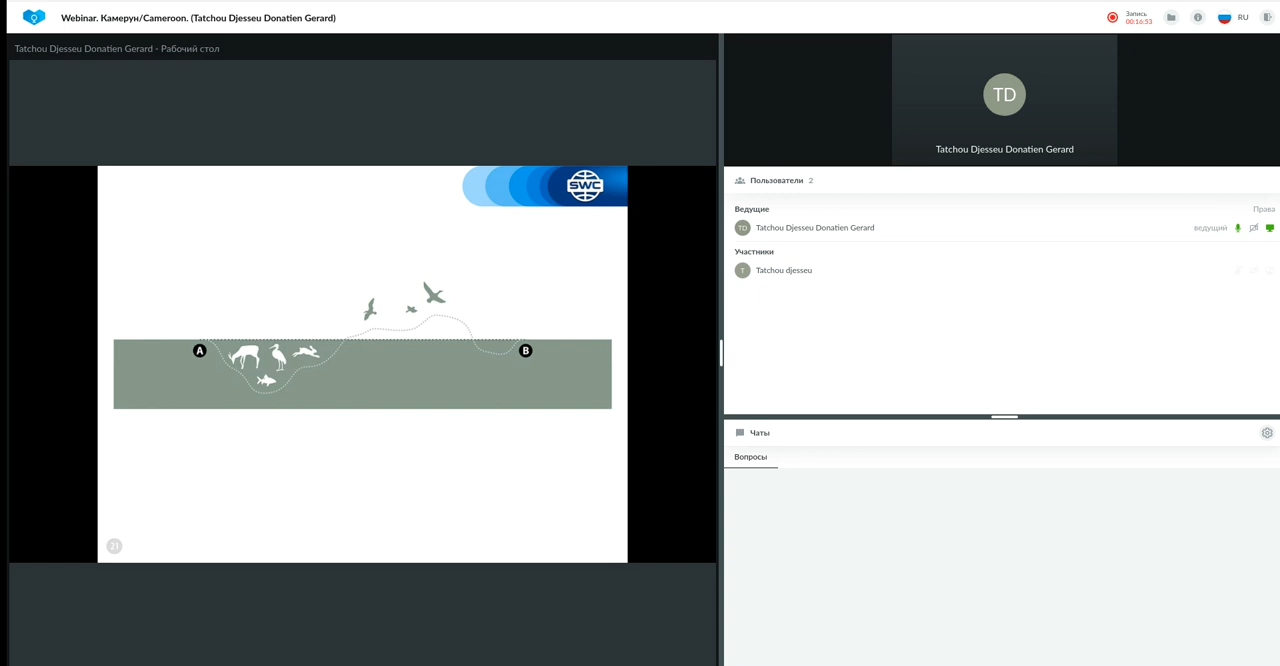 Webinar. Камерун/Cameroon. (Tatchou Djesseu Donatien Gerard)
Запись
00:16:53
RU
Tatchou Djesseu Donatien Gerard - Рабочий стол
TD
Tatchou Djesseu Donatien Gerard
Пользователи 2
Ведущие Права
TD Tatchou Djesseu Donatien Gerard ведущий
Участники
T Tatchou djesseu
SWC
A
B
21
Чаты
Вопросы